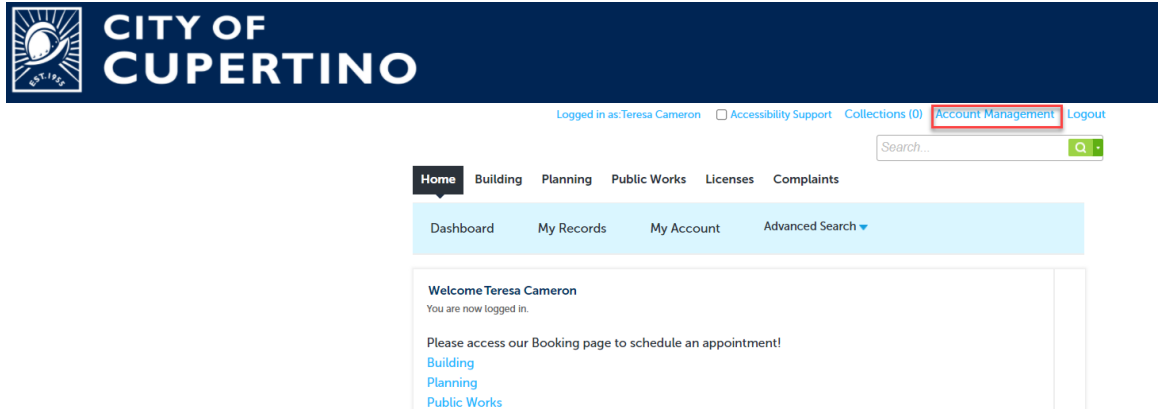 CITY OF
CUPERTINO
EST. 1955
Logged in as:Teresa Cameron Accessibility Support Collections (0) Account Management Logout
Search...
Home Building Planning Public Works Licenses Complaints
Dashboard My Records My Account Advanced Search
Welcome Teresa Cameron
You are now logged in.
Please access our Booking page to schedule an appointment!
Building
Planning
Public Works